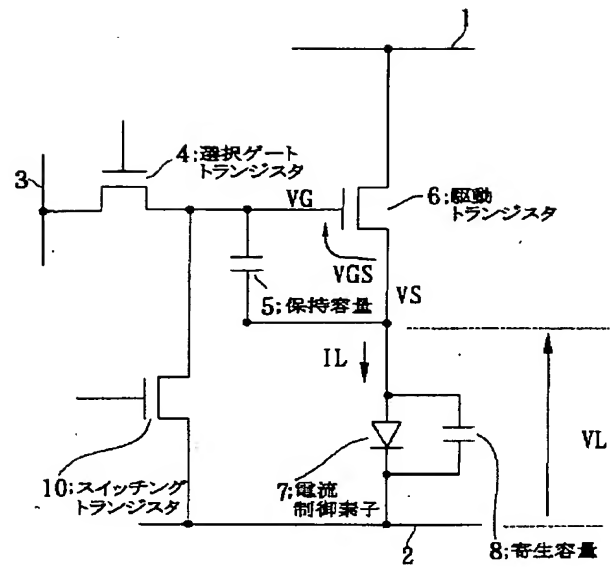 1
4;選択ゲート
トランジスタ
3
VG
6;駆動
トランジスタ
VGS
5;保持容量
VS
IL
VL
7;電流
制御素子
10;スイッチング
トランジスタ
2
8;寄生容量